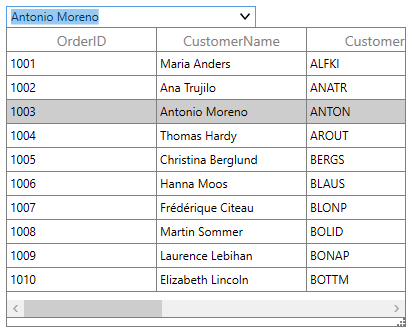 Antonio Moreno
OrderID CustomerName Customer
1001 Maria Anders ALFKI
1002 Ana Trujilo ANATR
1003 Antonio Moreno ANTON
1004 Thomas Hardy AROUT
1005 Christina Berglund BERGS
1006 Hanna Moos BLAUS
1007 Frédérique Citeau BLONP
1008 Martin Sommer BOLID
1009 Laurence Lebihan BONAP
1010 Elizabeth Lincoln BOTTM